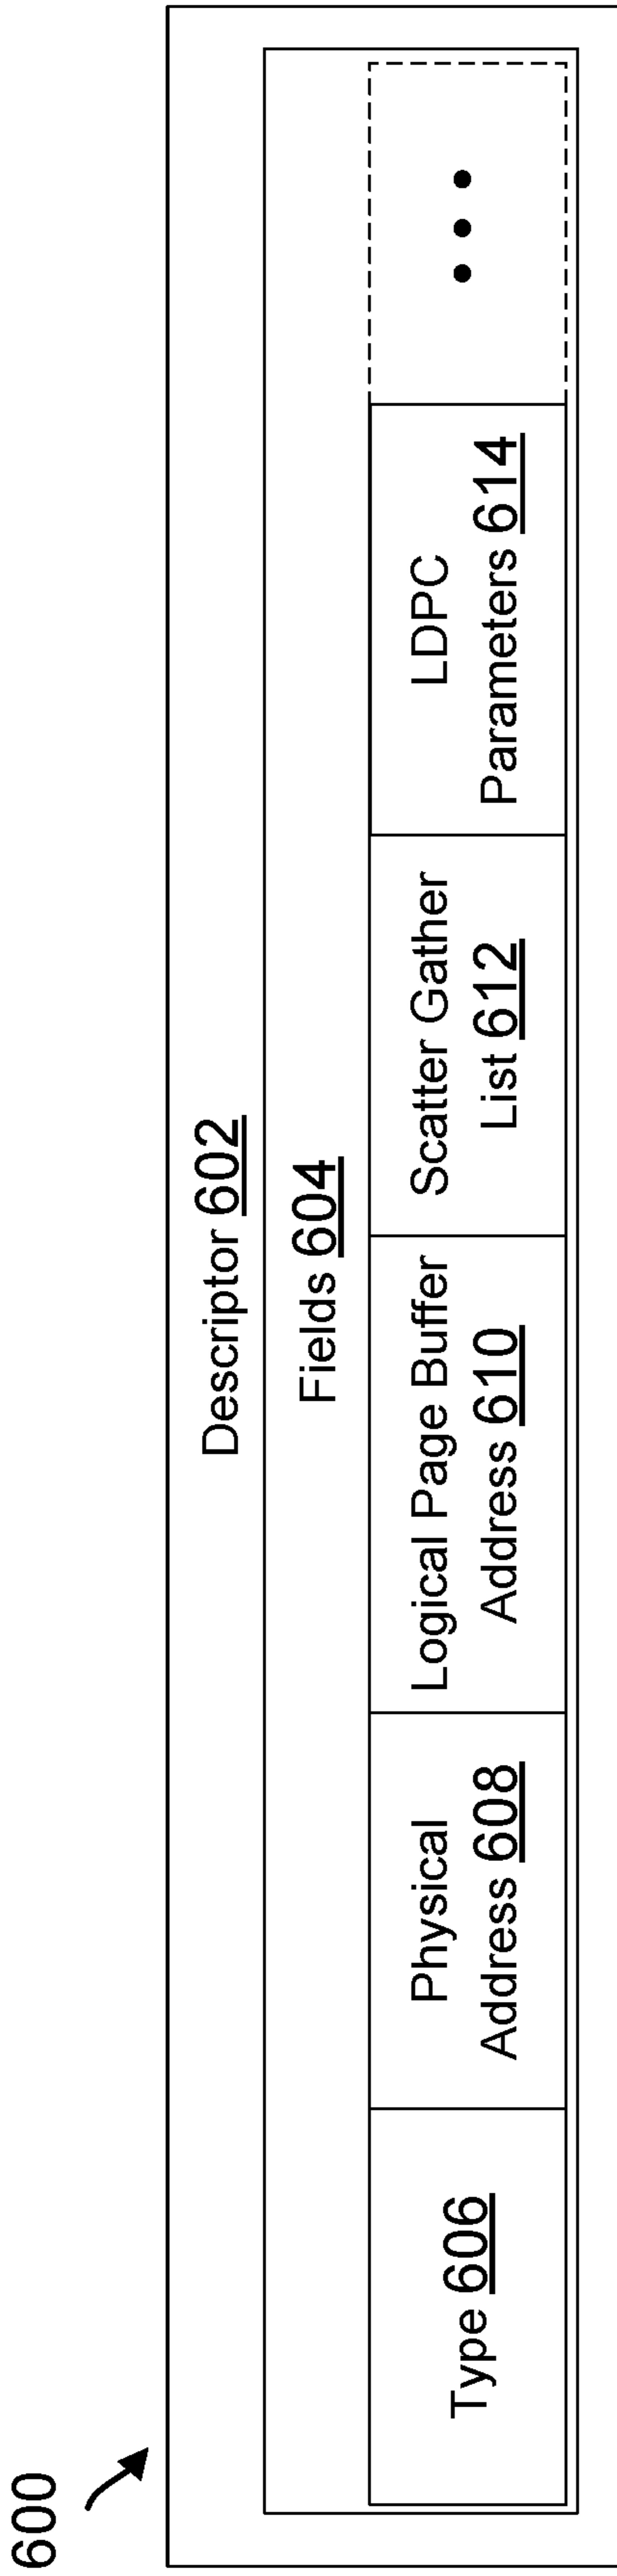 600
Descriptor 602
Fields 604
Type 606
Physical
Address 608
Logical Page Buffer
Address 610
Scatter Gather
List 612
LDPC
Parameters 614